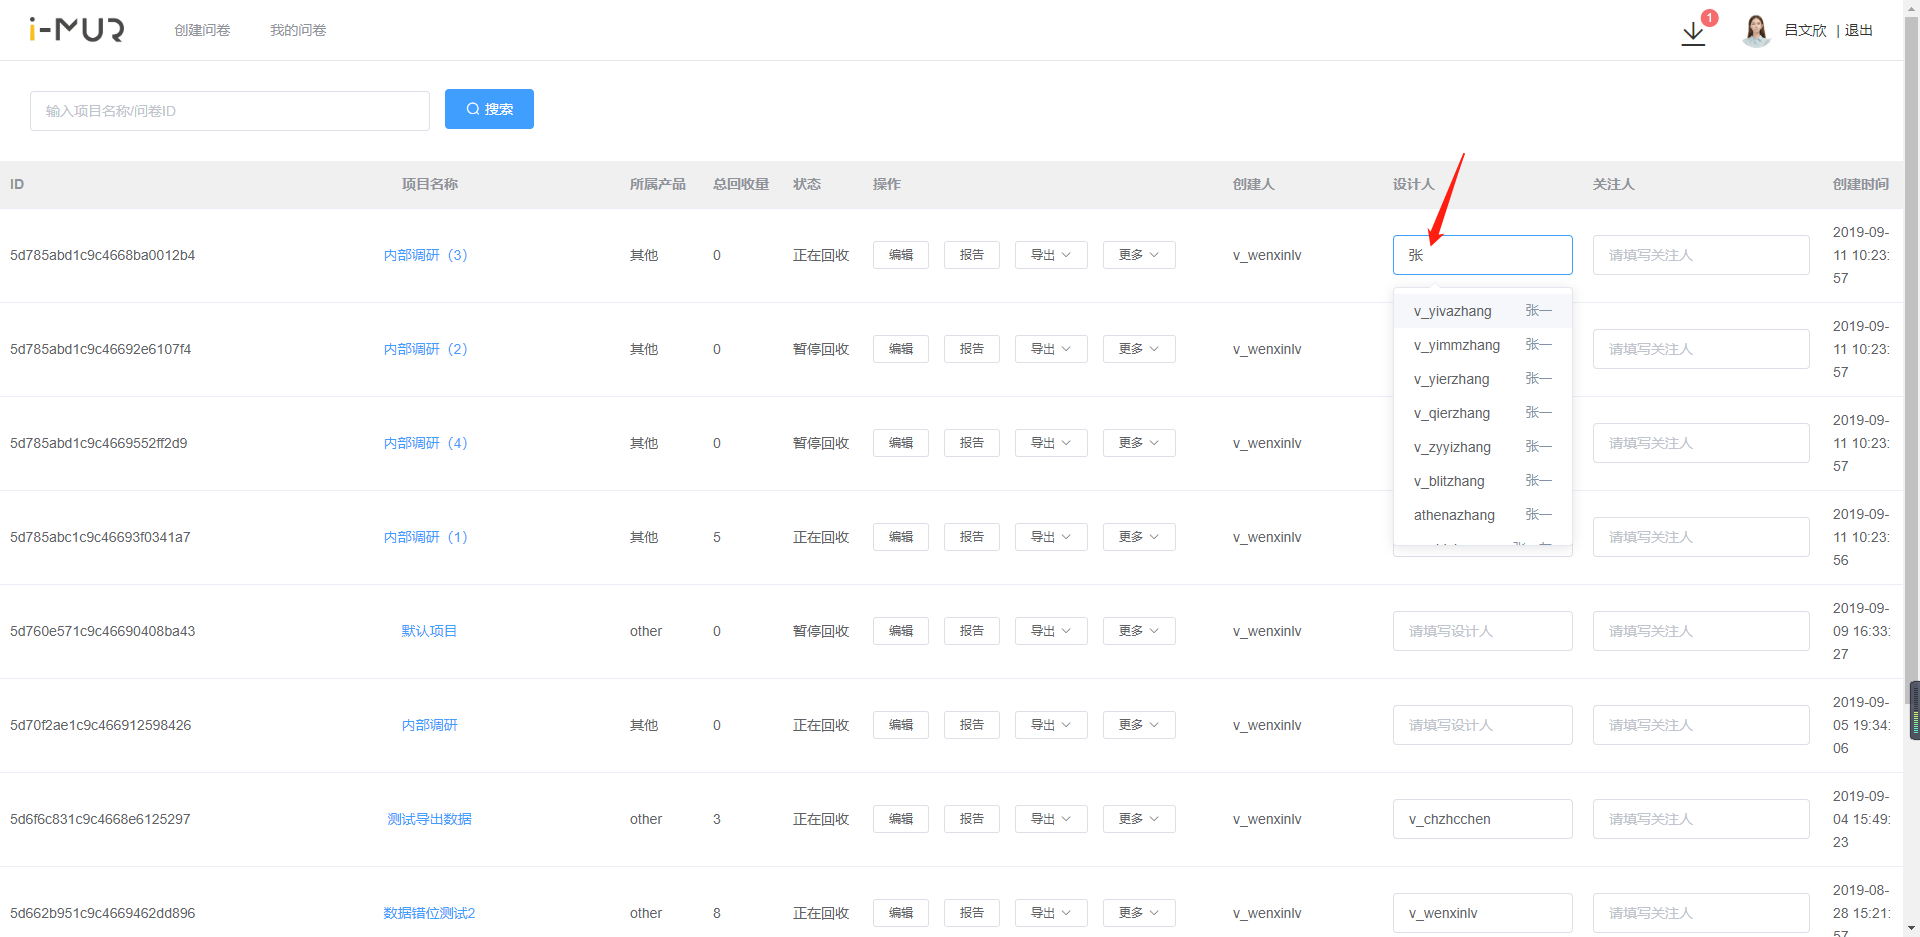 i-MUR 创建问卷 我的问卷 1 吕文欣 | 退出
输入项目名称/问卷ID 搜索
ID 项目名称 所属产品 总回收量 状态 操作 创建人 设计人 关注人 创建时间
5d785abd1c9c4668ba0012b4 内部调研（3） 其他 0 正在回收 编辑 报告 导出 更多 v_wenxinlv 张 请填写关注人 2019-09-
11 10:23:
57
v_yivazhang 张一
v_yimmzhang 张一
v_yierzhang 张一
v_qierzhang 张一
v_zyyizhang 张一
v_blitzhang 张一
athenazhang 张一
5d785abd1c9c46692e6107f4 内部调研（2） 其他 0 暂停回收 编辑 报告 导出 更多 v_wenxinlv 请填写关注人 2019-09-
11 10:23:
57
5d785abd1c9c4669552ff2d9 内部调研（4） 其他 0 暂停回收 编辑 报告 导出 更多 v_wenxinlv 请填写关注人 2019-09-
11 10:23:
57
5d785abc1c9c46693f0341a7 内部调研（1） 其他 5 正在回收 编辑 报告 导出 更多 v_wenxinlv 请填写关注人 2019-09-
11 10:23:
56
5d760e571c9c46690408ba43 默认项目 other 0 暂停回收 编辑 报告 导出 更多 v_wenxinlv 请填写设计人 请填写关注人 2019-09-
09 16:33:
27
5d70f2ae1c9c466912598426 内部调研 其他 0 正在回收 编辑 报告 导出 更多 v_wenxinlv 请填写设计人 请填写关注人 2019-09-
05 19:34:
06
5d6f6c831c9c4668e6125297 测试导出数据 other 3 正在回收 编辑 报告 导出 更多 v_wenxinlv v_chzhcchen 请填写关注人 2019-09-
04 15:49:
23
5d662b951c9c4669462dd896 数据错位测试2 other 8 正在回收 编辑 报告 导出 更多 v_wenxinlv v_wenxinlv 请填写关注人 2019-08-
28 15:21:
57